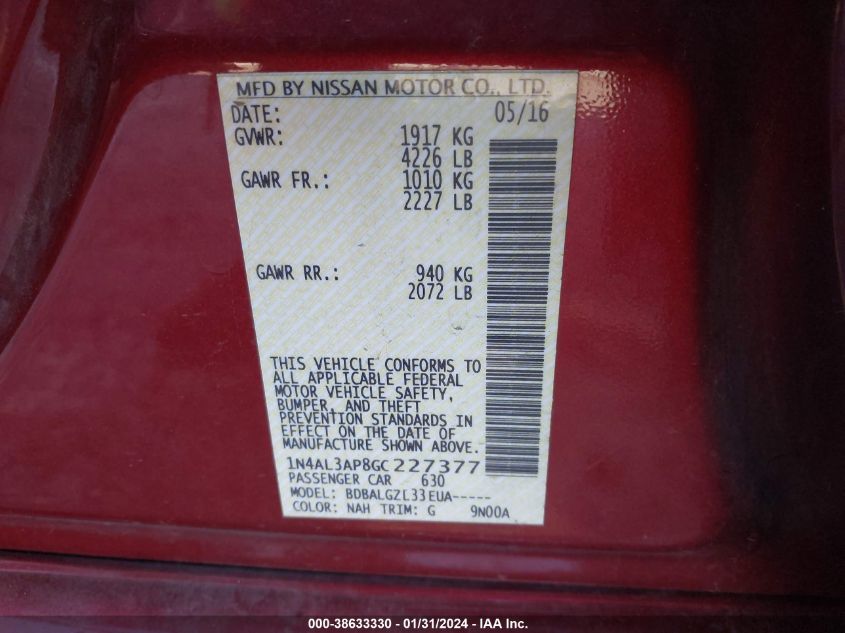 MFD BY NISSAN MOTOR CO., LTD.
DATE: 05/16
GVWR: 1917 KG
4226 LB
GAWR FR.: 1010 KG
2227 LB
GAWR RR.: 940 KG
2072 LB
THIS VEHICLE CONFORMS TO
ALL APPLICABLE FEDERAL
MOTOR VEHICLE SAFETY,
BUMPER, AND THEFT
PREVENTION STANDARDS IN
EFFECT ON THE DATE OF
MANUFACTURE SHOWN ABOVE.
1N4AL3AP8GC227377
PASSENGER CAR 630
MODEL: BDBALGZL33EUA-----
COLOR: NAH TRIM: G 9N00A
000-38633330 - 01/31/2024 - IAA Inc.